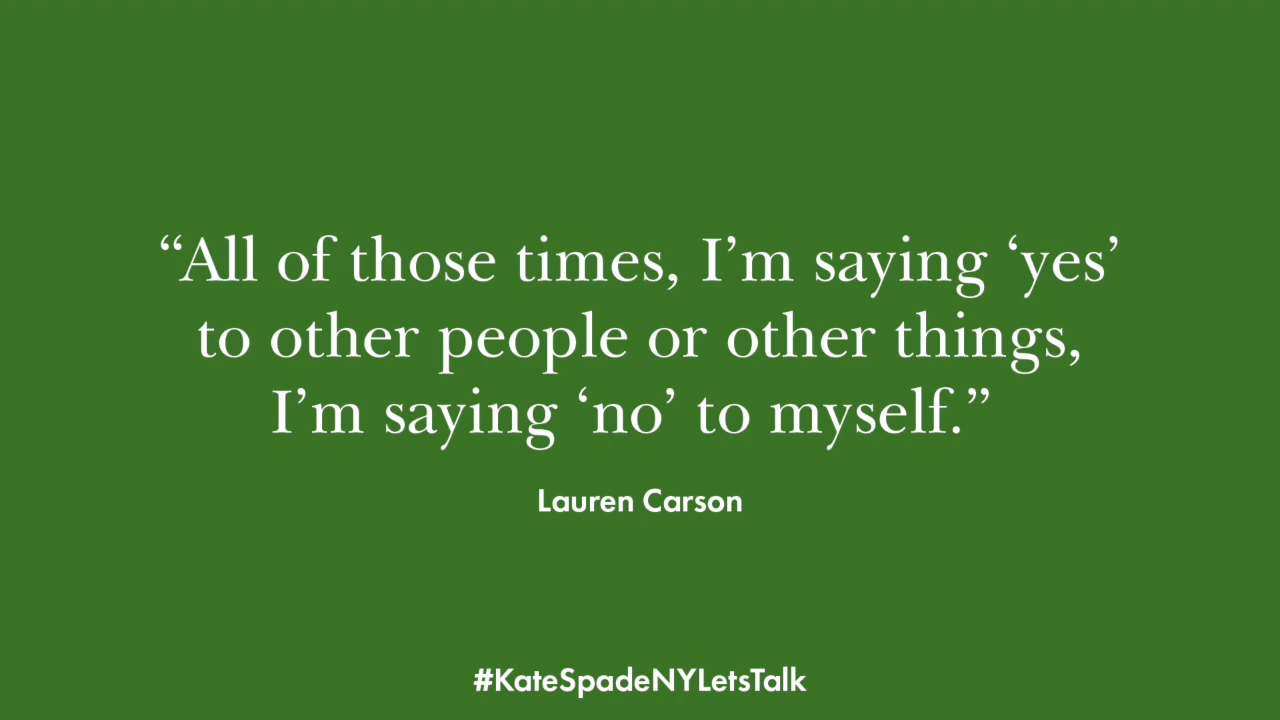 “All of those times, I’m saying ‘yes’
to other people or other things,
I’m saying ‘no’ to myself.”
Lauren Carson
#KateSpadeNYLetsTalk